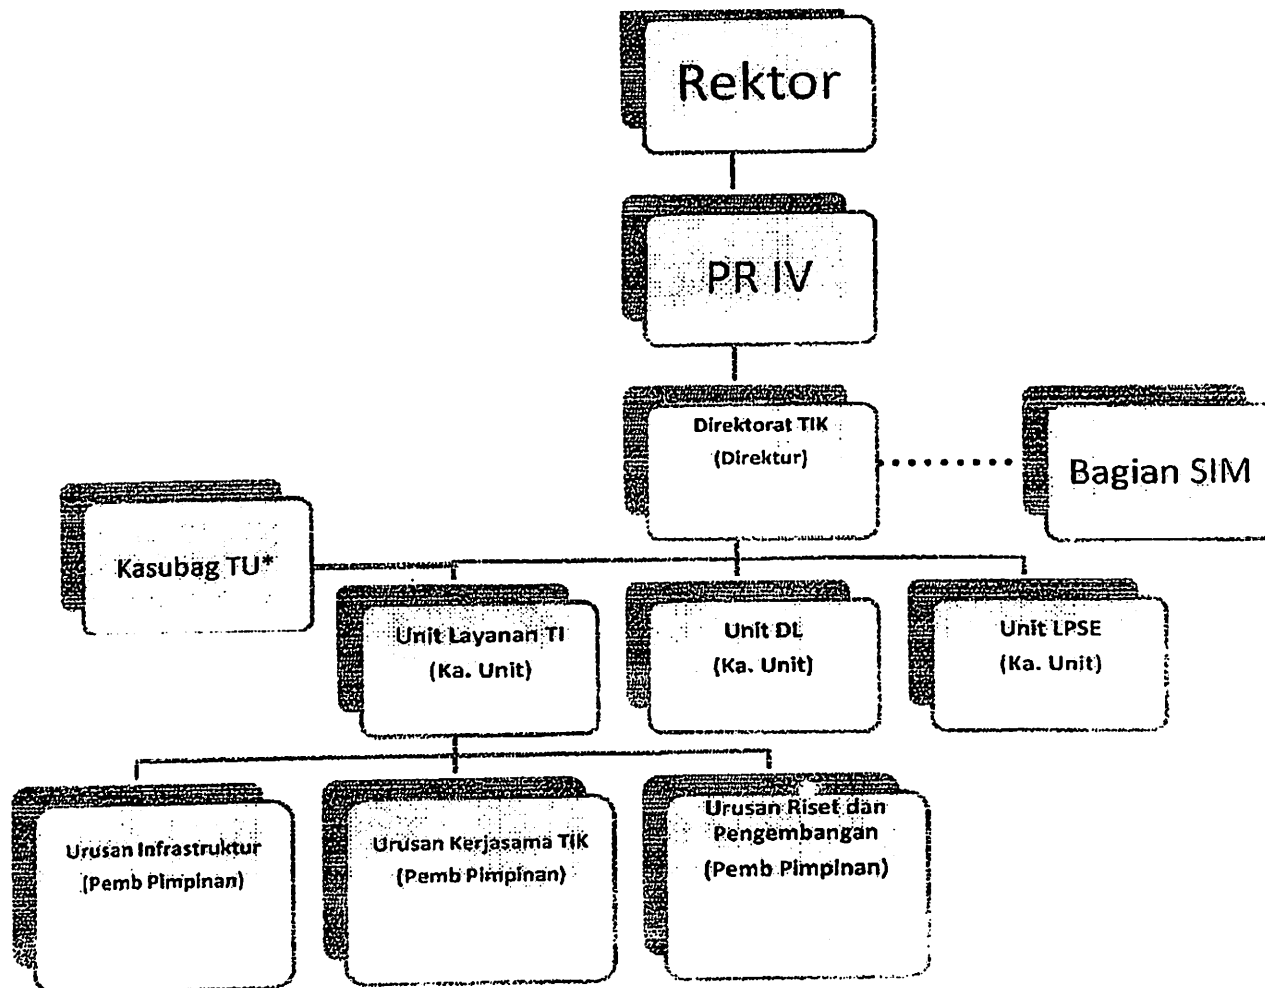 Rektor
PR IV
Direktorat TIK
(Direktur)
Bagian SIM
Kasubag TU*
Unit Layanan TI
(Ka. Unit)
Unit DL
(Ka. Unit)
Unit LPSE
(Ka. Unit)
Urusan Infrastruktur
(Pemb Pimpinan)
Urusan Kerjasama TIK
(Pemb Pimpinan)
Urusan Riset dan
Pengembangan
(Pemb Pimpinan)